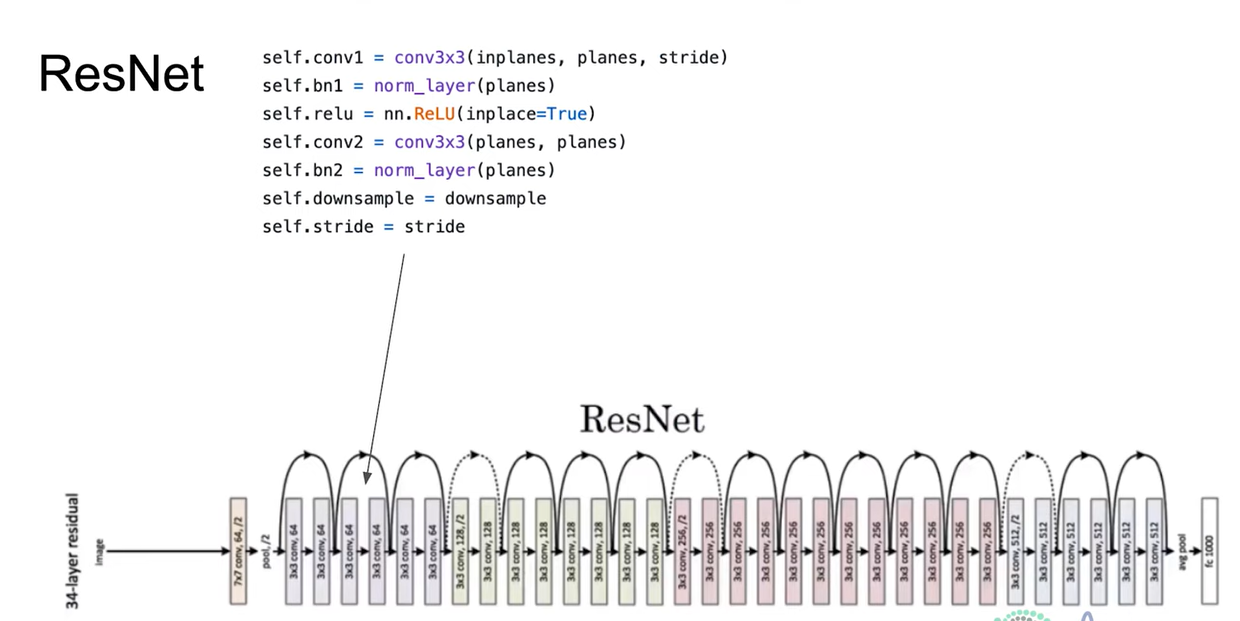 ResNet
self.conv1 = conv3x3(inplanes, planes, stride)
self.bn1 = norm_layer(planes)
self.relu = nn.ReLU(inplace=True)
self.conv2 = conv3x3(planes, planes)
self.bn2 = norm_layer(planes)
self.downsample = downsample
self.stride = stride
ResNet
34-layer residual
image
7x7 conv, 64, /2
pool, /2
3x3 conv, 64
3x3 conv, 64
3x3 conv, 64
3x3 conv, 64
3x3 conv, 64
3x3 conv, 64
3x3 conv, 128, /2
3x3 conv, 128
3x3 conv, 128
3x3 conv, 128
3x3 conv, 128
3x3 conv, 128
3x3 conv, 128
3x3 conv, 128
3x3 conv, 256, /2
3x3 conv, 256
3x3 conv, 256
3x3 conv, 256
3x3 conv, 256
3x3 conv, 256
3x3 conv, 256
3x3 conv, 256
3x3 conv, 256
3x3 conv, 256
3x3 conv, 256
3x3 conv, 256
3x3 conv, 512, /2
3x3 conv, 512
3x3 conv, 512
3x3 conv, 512
3x3 conv, 512
3x3 conv, 512
avg pool
fc 1000